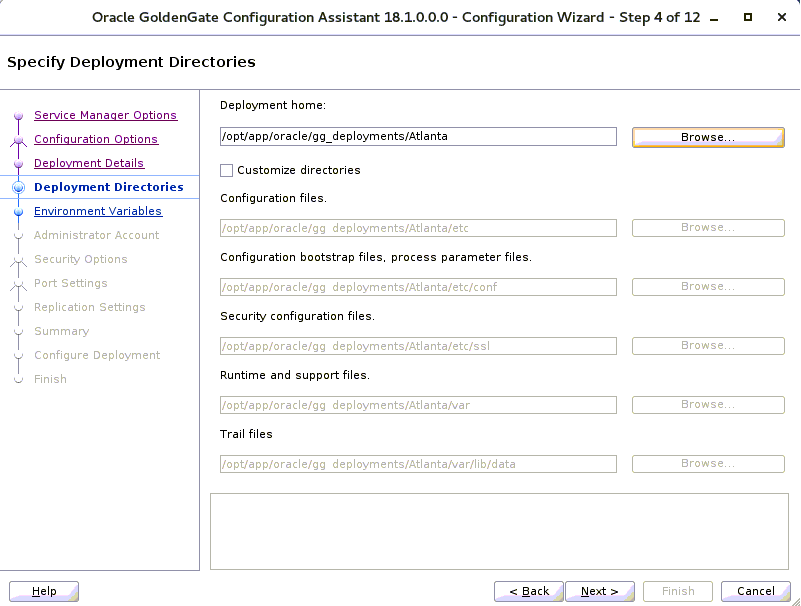 Oracle GoldenGate Configuration Assistant 18.1.0.0.0 - Configuration Wizard - Step 4 of 12
Specify Deployment Directories
Service Manager Options
Configuration Options
Deployment Details
Deployment Directories
Environment Variables
Administrator Account
Security Options
Port Settings
Replication Settings
Summary
Configure Deployment
Finish
Deployment home:
/opt/app/oracle/gg_deployments/Atlanta
Browse...
Customize directories
Configuration files.
/opt/app/oracle/gg_deployments/Atlanta/etc
Browse...
Configuration bootstrap files, process parameter files.
/opt/app/oracle/gg_deployments/Atlanta/etc/conf
Browse...
Security configuration files.
/opt/app/oracle/gg_deployments/Atlanta/etc/ssl
Browse...
Runtime and support files.
/opt/app/oracle/gg_deployments/Atlanta/var
Browse...
Trail files
/opt/app/oracle/gg_deployments/Atlanta/var/lib/data
Browse...
Help
< Back
Next >
Finish
Cancel